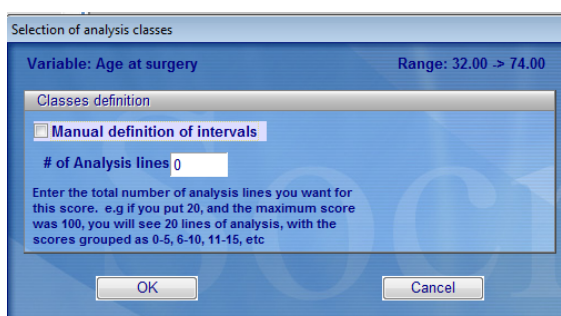 Selection of analysis classes
Variable: Age at surgery Range: 32.00 -> 74.00
Classes definition
Manual definition of intervals
# of Analysis lines 0
Enter the total number of analysis lines you want for
this score. e.g if you put 20, and the maximum score
was 100, you will see 20 lines of analysis, with the
scores grouped as 0-5, 6-10, 11-15, etc
OK Cancel